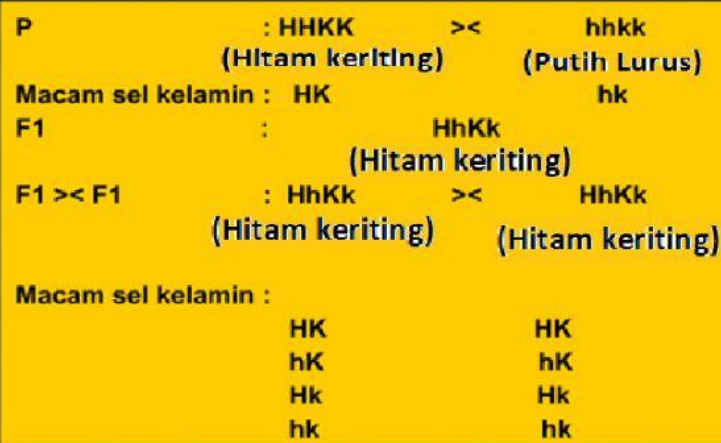 P : HHKK >< hhkk
(Hitam keriting) (Putih Lurus)
Macam sel kelamin : HK hk
F1 : HhKk
(Hitam keriting)
F1 >< F1 : HhKk >< HhKk
(Hitam keriting) (Hitam keriting)
Macam sel kelamin :
HK HK
hK hK
Hk Hk
hk hk